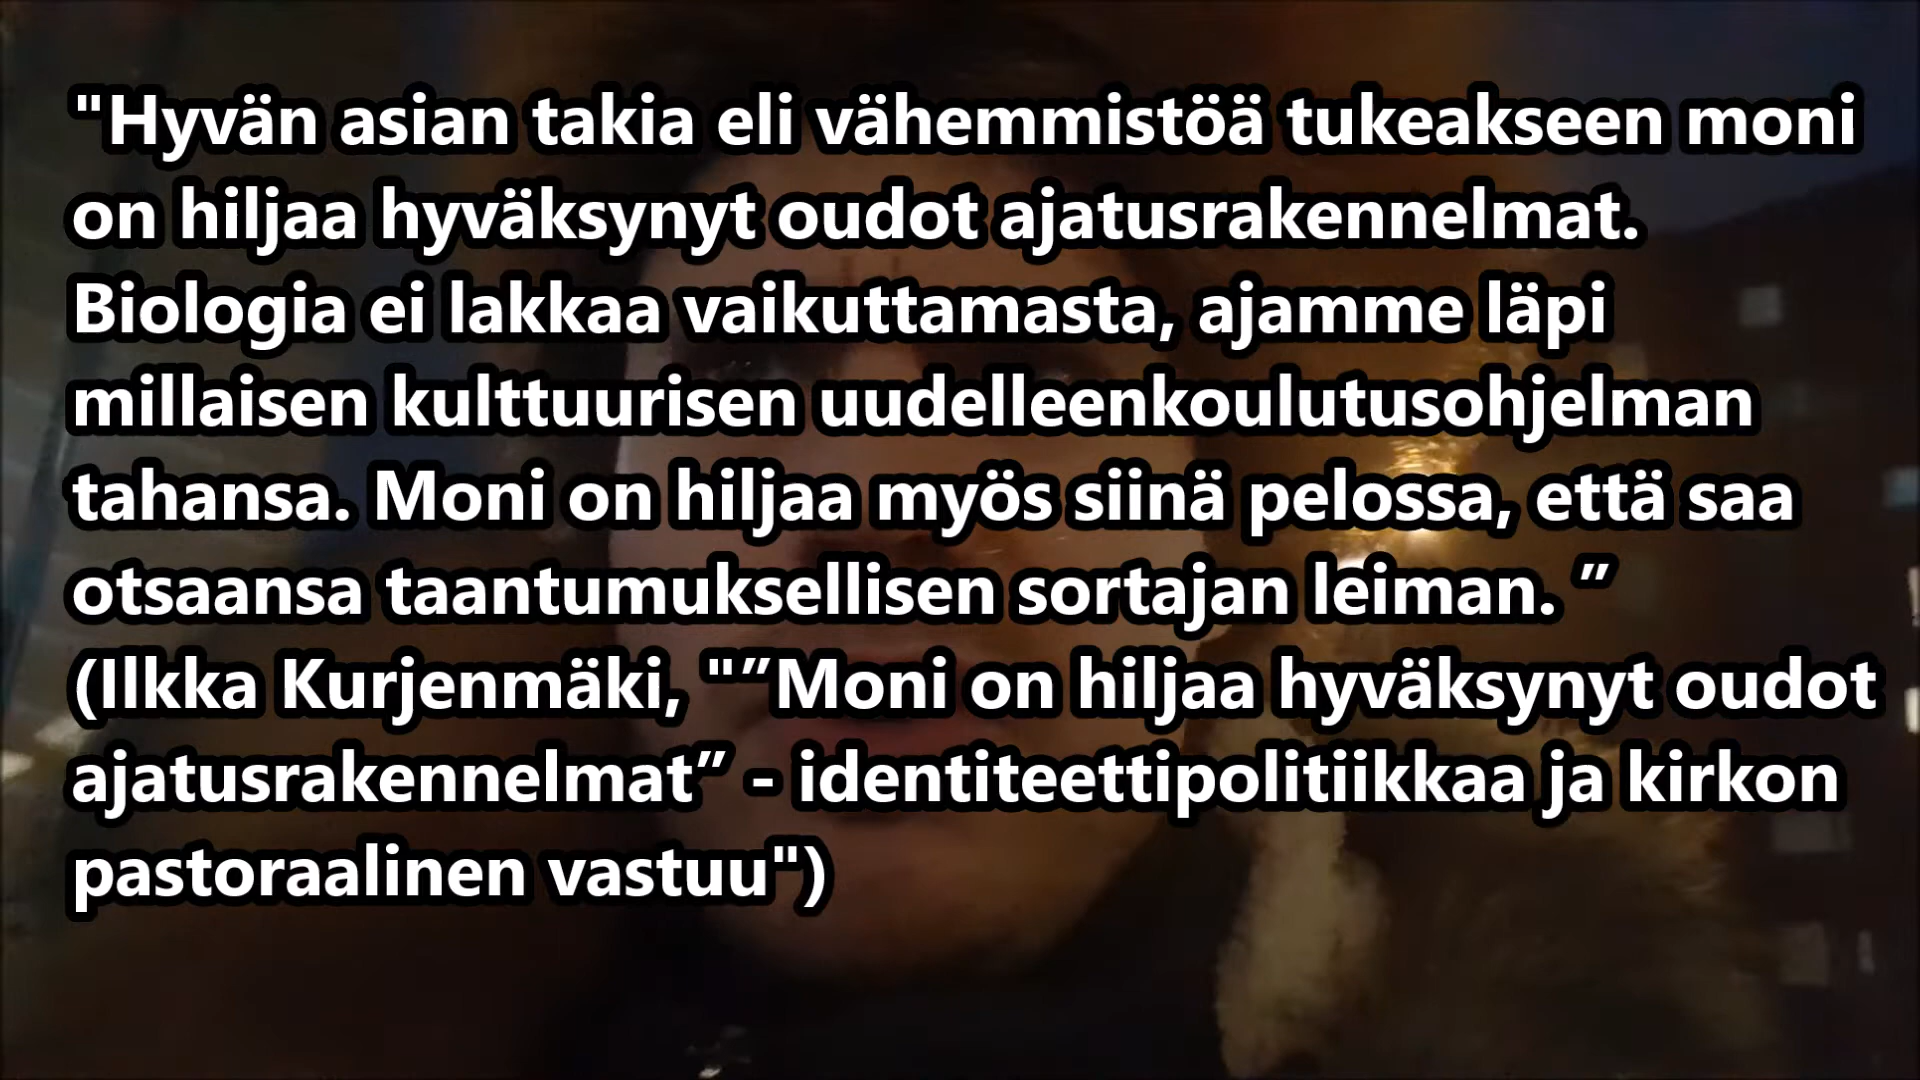 "Hyvän asian takia eli vähemmistöä tukeakseen moni
on hiljaa hyväksynyt oudot ajatusrakennelmat.
Biologia ei lakkaa vaikuttamasta, ajamme läpi
millaisen kulttuurisen uudelleenkoulutusohjelman
tahansa. Moni on hiljaa myös siinä pelossa, että saa
otsaansa taantumuksellisen sortajan leiman. ”
(Ilkka Kurjenmäki, "”Moni on hiljaa hyväksynyt oudot
ajatusrakennelmat” - identiteettipolitiikkaa ja kirkon
pastoraalinen vastuu")